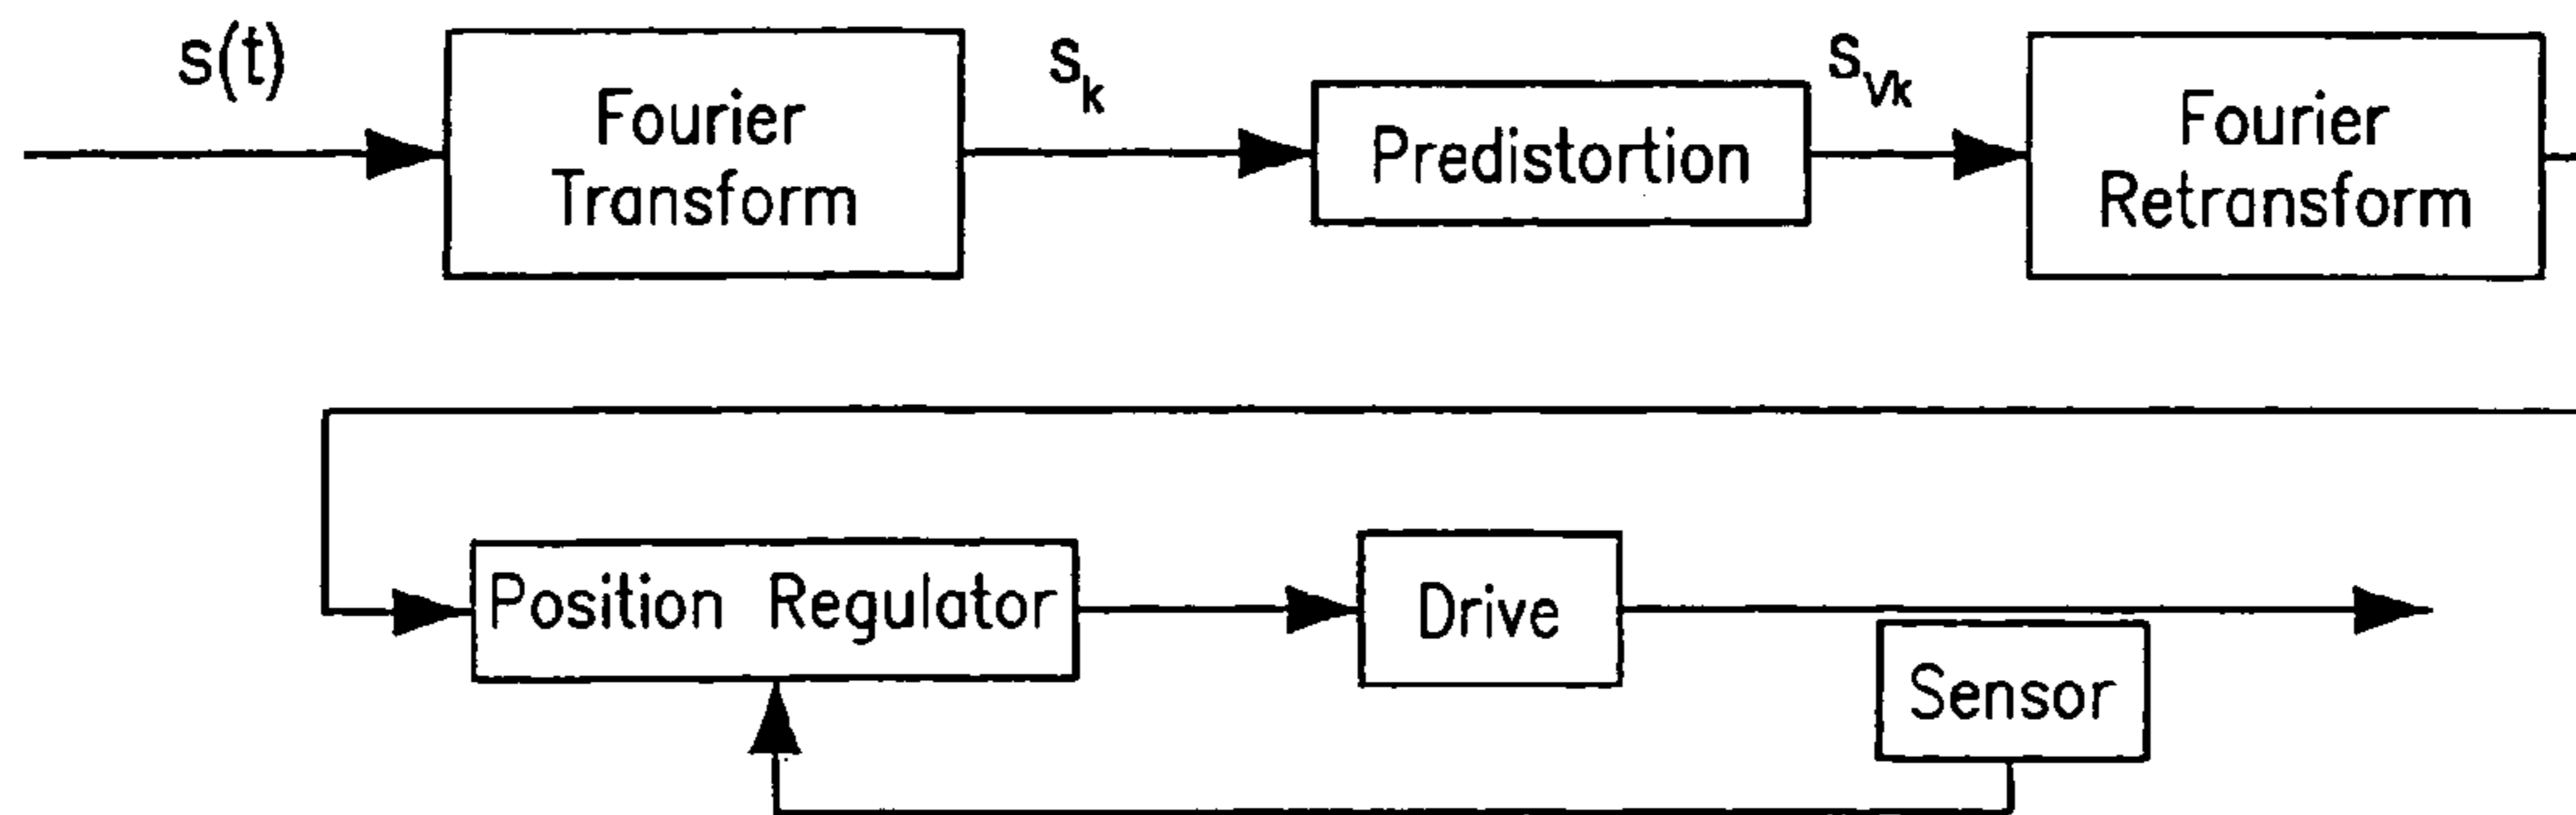 s(t)
Fourier
Transform
s_k
Predistortion
s_Vk
Fourier
Retransform
Position Regulator
Drive
Sensor